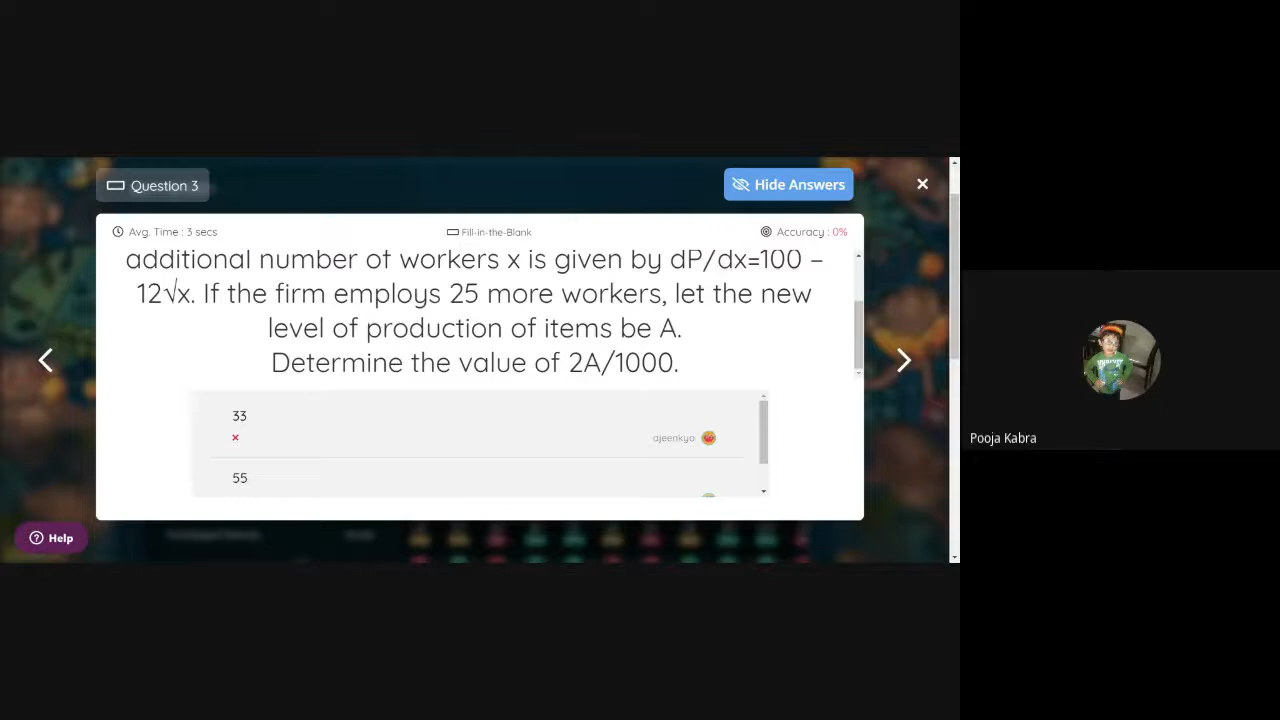 Question 3
Hide Answers
Avg. Time : 3 secs
Fill-in-the-Blank
Accuracy : 0%
additional number of workers x is given by dP/dx=100 –
12√x. If the firm employs 25 more workers, let the new
level of production of items be A.
Determine the value of 2A/1000.
33
×
ajeenkya
55
Help
Pooja Kabra